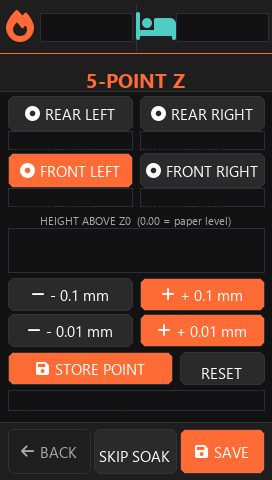 5-POINT Z
REAR LEFT
REAR RIGHT
FRONT LEFT
FRONT RIGHT
HEIGHT ABOVE Z0 (0.00 = paper level)
- 0.1 mm
+ 0.1 mm
- 0.01 mm
+ 0.01 mm
STORE POINT
RESET
BACK
SKIP SOAK
SAVE